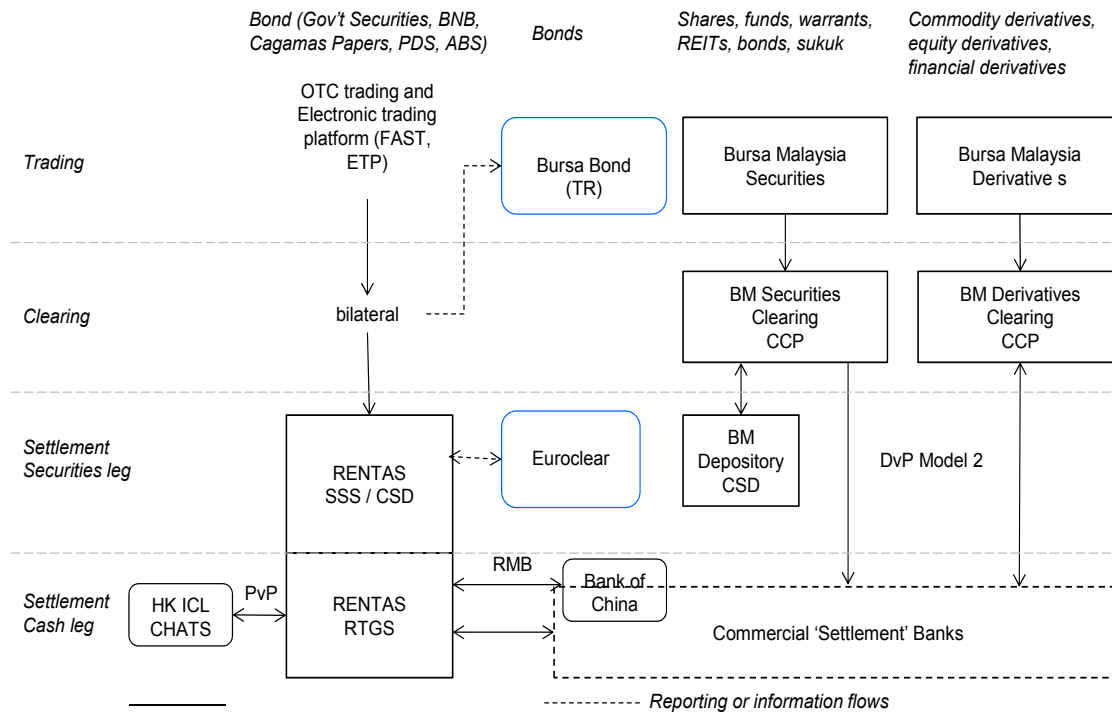 Bond (Gov't Securities, BNB,
Cagamas Papers, PDS, ABS)
Bonds
Shares, funds, warrants,
REITs, bonds, sukuk
Commodity derivatives,
equity derivatives,
financial derivatives
OTC trading and
Electronic trading
platform (FAST,
ETP)
Trading
Bursa Bond
(TR)
Bursa Malaysia
Securities
Bursa Malaysia
Derivative s
Clearing
bilateral
BM Securities
Clearing
CCP
BM Derivatives
Clearing
CCP
Settlement
Securities leg
RENTAS
SSS / CSD
Euroclear
BM
Depository
CSD
DvP Model 2
Settlement
Cash leg
HK ICL
CHATS
PvP
RENTAS
RTGS
RMB
Bank of
China
Commercial ‘Settlement’ Banks
Reporting or information flows